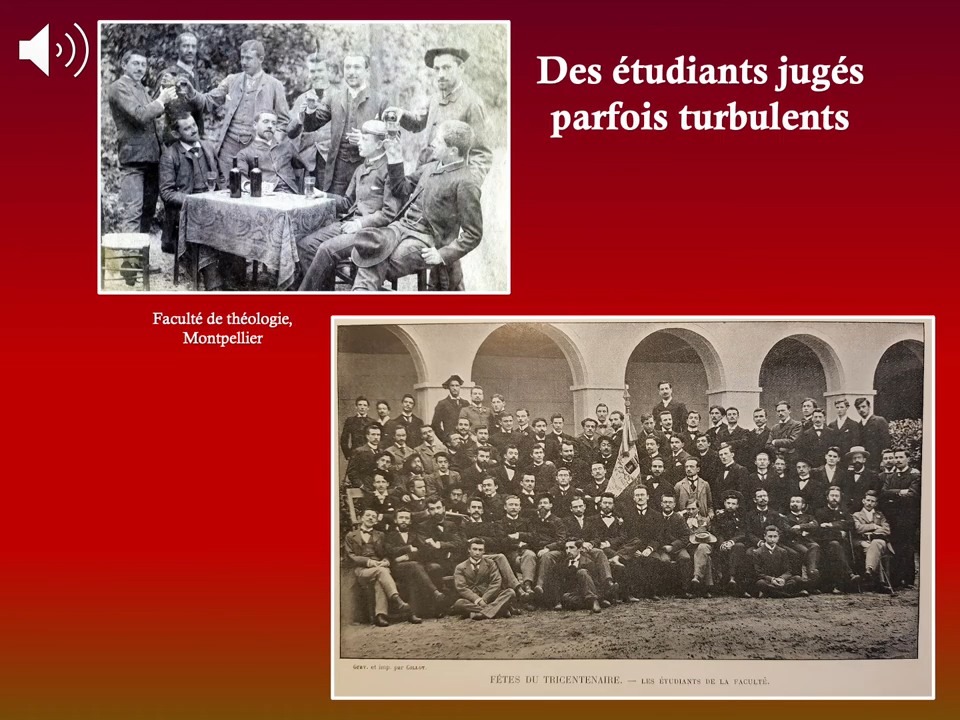 Des étudiants jugés
parfois turbulents
Faculté de théologie,
Montpellier
GRAV. et imp. par GILLOT.
FÊTES DU TRICENTENAIRE. — LES ÉTUDIANTS DE LA FACULTÉ.